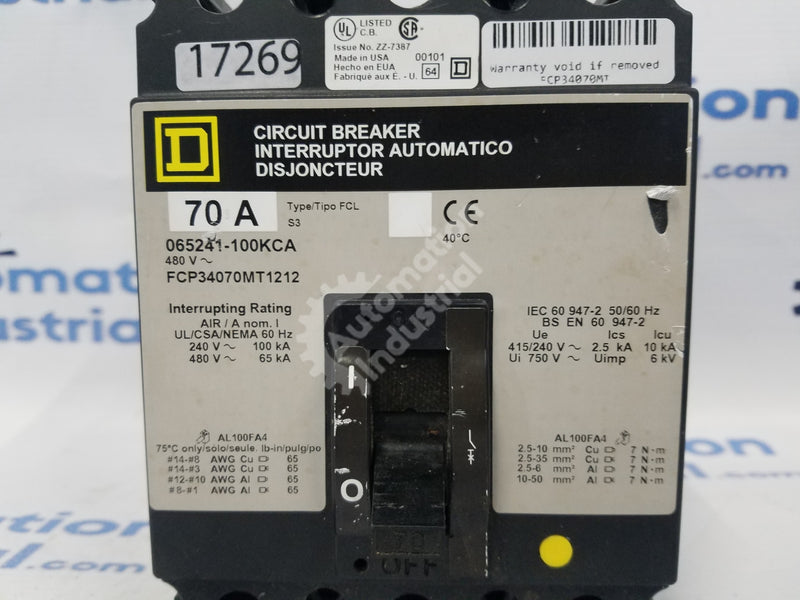 17269
UL LISTED C.B. SA
Issue No. ZZ-7387
Made in USA 00101
Hecho en EUA
Fabriqué aux É. - U. 64 D
warranty void if removed
FCP34070MT
D
CIRCUIT BREAKER
INTERRUPTOR AUTOMATICO
DISJONCTEUR
70 A
Type/Tipo FCL
S3
CE
40°C
065241-100KCA
480 V ~
FCP34070MT1212
Interrupting Rating
AIR / A nom. I
UL/CSA/NEMA 60 Hz
240 V ~ 100 kA
480 V ~ 65 kA
IEC 60 947-2 50/60 Hz
BS EN 60 947-2
Ue Ics Icu
415/240 V ~ 2.5 kA 10 kA
Ui 750 V ~ Uimp 6 kV
AL100FA4
75°C only/solo/seule. lb-in/pulg/po
#14-#8 AWG Cu 65
#14-#3 AWG Cu 65
#12-#10 AWG Al 65
#8-#1 AWG Al 65
AL100FA4
2.5-10 mm² Cu 7 N·m
2.5-35 mm² Cu 7 N·m
2.5-6 mm² Al 7 N·m
10-50 mm² Al 7 N·m
I
O
70
OFF
Automation
Industrial